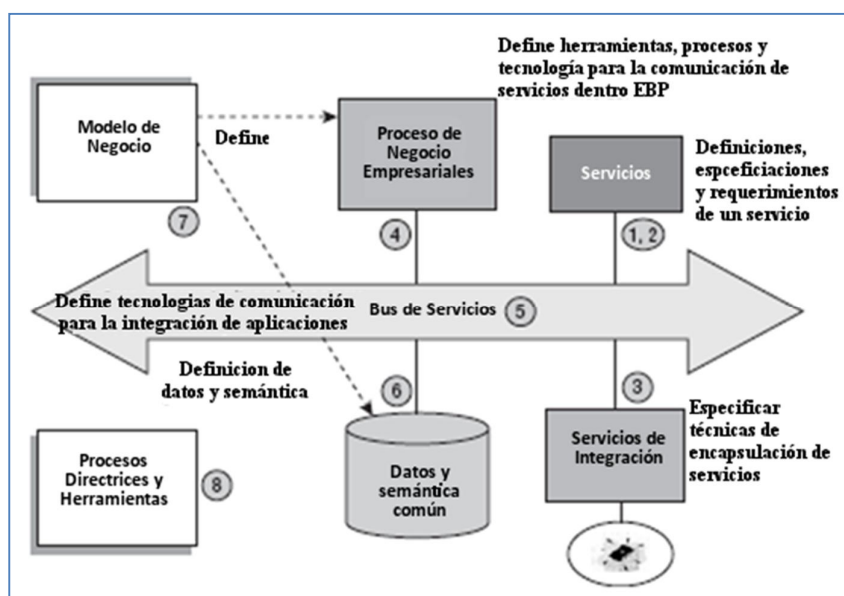 Define herramientas, procesos y
tecnología para la comunicación de
servicios dentro EBP
Modelo de
Negocio
Define
Proceso de
Negocio
Empresariales
Servicios
Definiciones,
espceficiaciones
y requerimientos
de un servicio
7
4
1, 2
Define tecnologias de comunicación
para la integración de aplicaciones
Bus de Servicios
5
Definicion de
datos y semántica
6
3
Procesos
Directrices y
Herramientas
8
Datos y
semántica
común
Servicios de
Integración
Especificar
técnicas de
encapsulación de
servicios